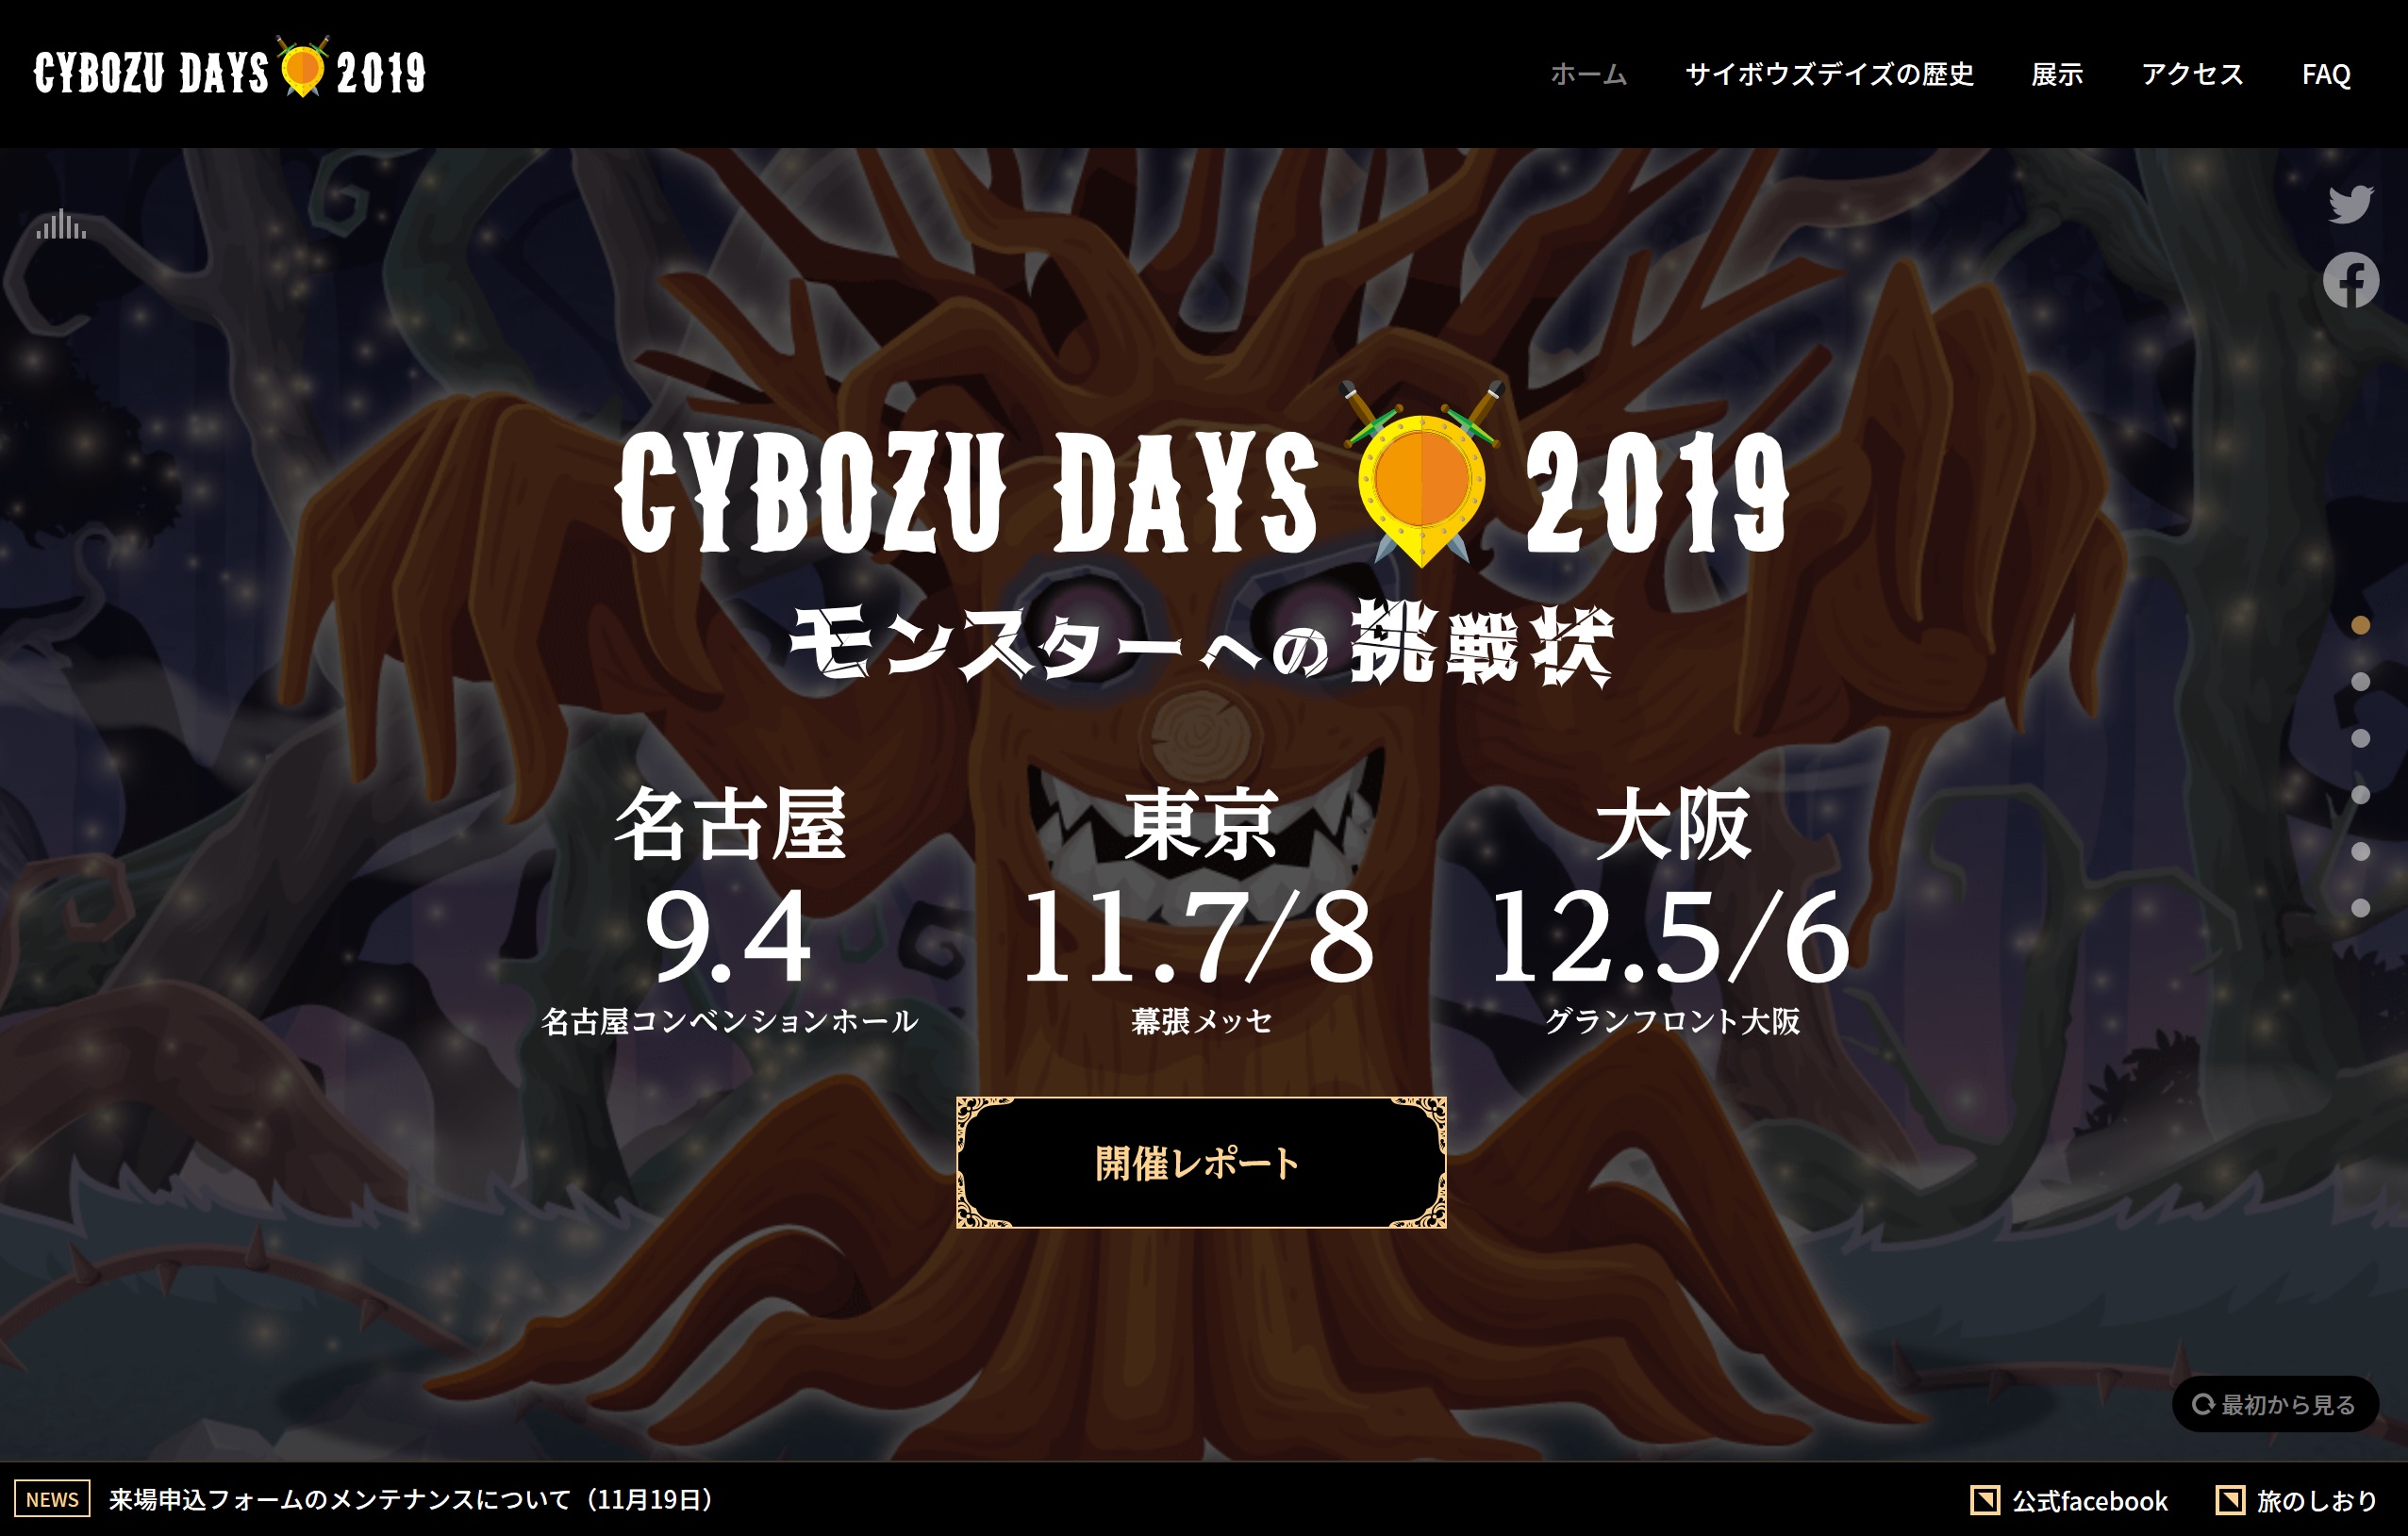 CYBOZU DAYS 2019
ホーム サイボウズデイズの歴史 展示 アクセス FAQ
CYBOZU DAYS 2019
モンスターへの挑戦状
名古屋 東京 大阪
9.4 11.7/8 12.5/6
名古屋コンベンションホール 幕張メッセ グランフロント大阪
開催レポート
最初から見る
NEWS 来場申込フォームのメンテナンスについて（11月19日） 公式facebook 旅のしおり